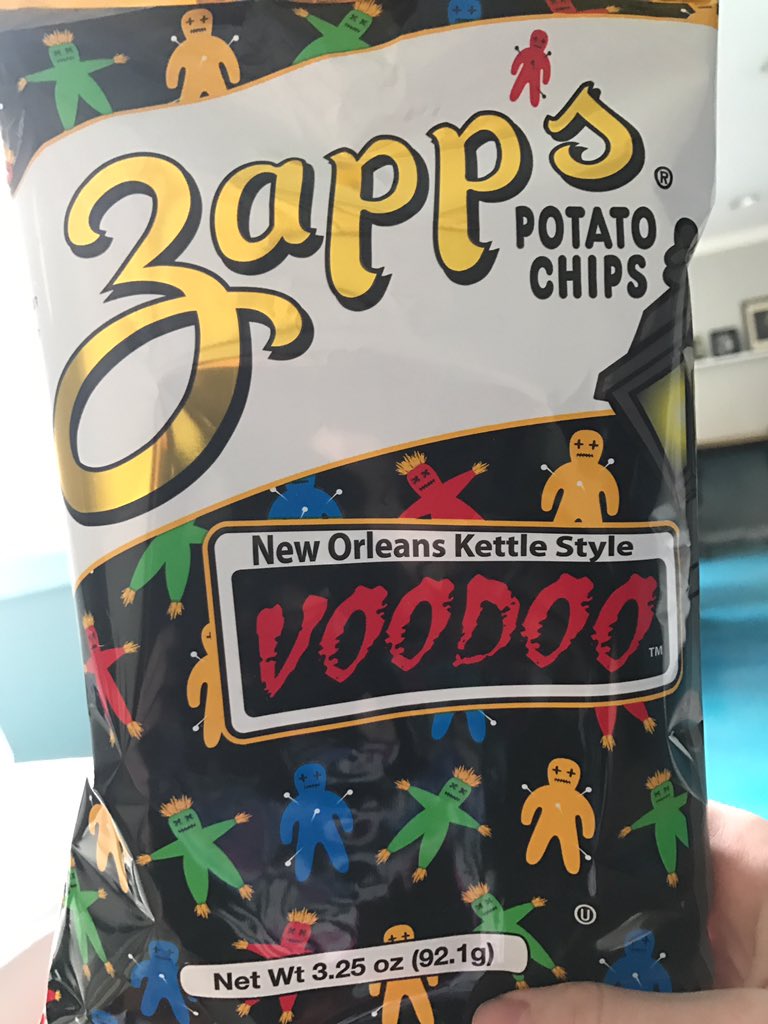 Zapp's®
POTATO
CHIPS
New Orleans Kettle Style
VOODOO™
U
Net Wt 3.25 oz (92.1g)